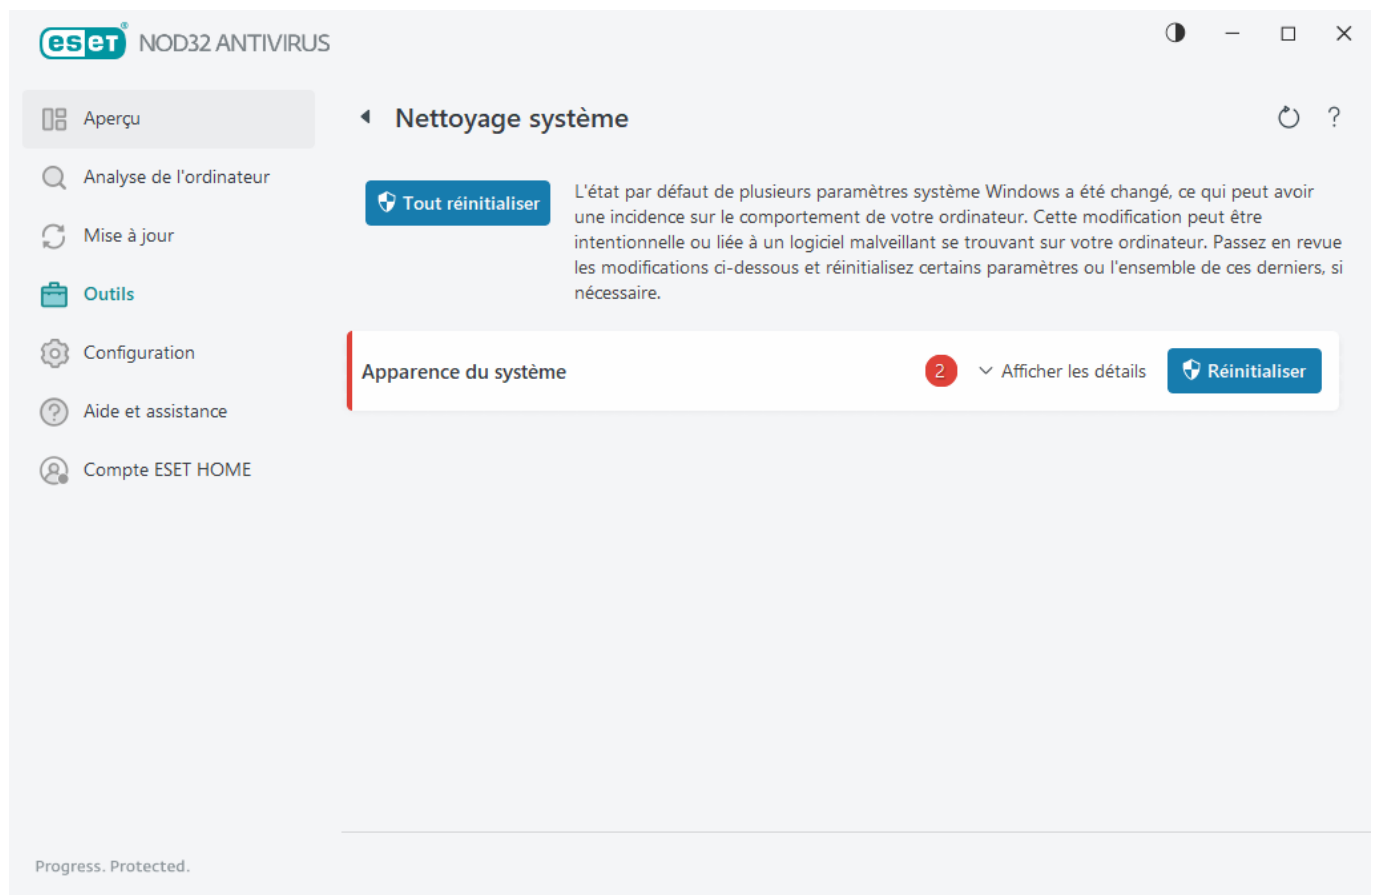 eset® NOD32 ANTIVIRUS
Aperçu
Analyse de l'ordinateur
Mise à jour
Outils
Configuration
Aide et assistance
Compte ESET HOME
Nettoyage système
?
Tout réinitialiser
L'état par défaut de plusieurs paramètres système Windows a été changé, ce qui peut avoir
une incidence sur le comportement de votre ordinateur. Cette modification peut être
intentionnelle ou liée à un logiciel malveillant se trouvant sur votre ordinateur. Passez en revue
les modifications ci-dessous et réinitialisez certains paramètres ou l'ensemble de ces derniers, si
nécessaire.
Apparence du système 2 Afficher les détails Réinitialiser
Progress. Protected.